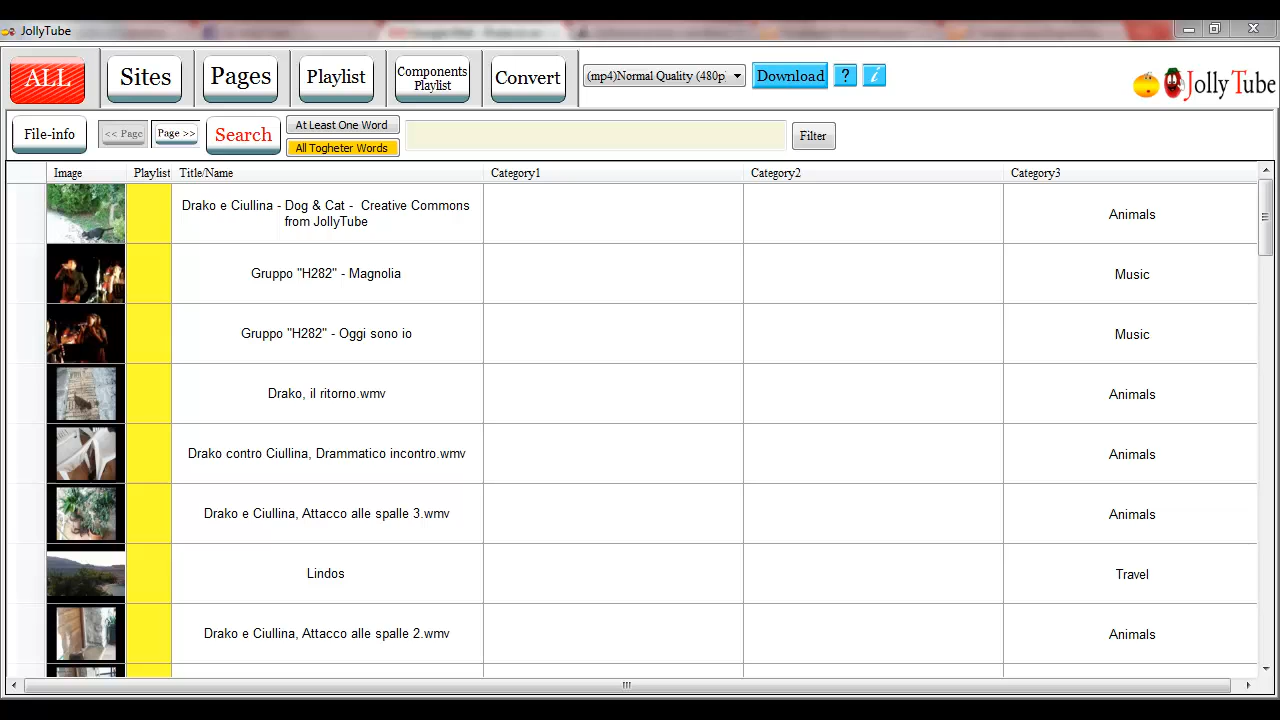 JollyTube
ALL
Sites
Pages
Playlist
Components
Playlist
Convert
(mp4)Normal Quality (480p)
Download
?
i
Jolly Tube
File-info
<< Page
Page >>
Search
At Least One Word
All Togheter Words
Filter
Image
Playlist
Title/Name
Category1
Category2
Category3
Drako e Ciullina - Dog & Cat - Creative Commons
from JollyTube
Animals
Gruppo "H282" - Magnolia
Music
Gruppo "H282" - Oggi sono io
Music
Drako, il ritorno.wmv
Animals
Drako contro Ciullina, Drammatico incontro.wmv
Animals
Drako e Ciullina, Attacco alle spalle 3.wmv
Animals
Lindos
Travel
Drako e Ciullina, Attacco alle spalle 2.wmv
Animals